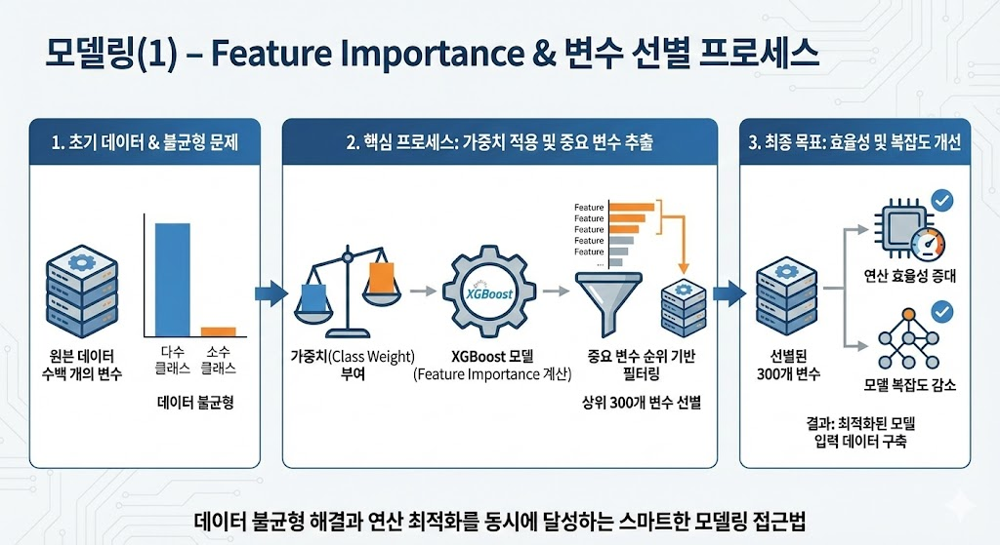 모델링(1) – Feature Importance & 변수 선별 프로세스
1. 초기 데이터 & 불균형 문제
원본 데이터
수백 개의 변수
다수
클래스
소수
클래스
데이터 불균형
2. 핵심 프로세스: 가중치 적용 및 중요 변수 추출
가중치(Class Weight)
부여
XGBoost
XGBoost 모델
(Feature Importance 계산)
Feature
Feature
Feature
Feature
Feature
...
중요 변수 순위 기반
필터링
상위 300개 변수 선별
3. 최종 목표: 효율성 및 복잡도 개선
선별된
300개 변수
연산 효율성 증대
모델 복잡도 감소
결과: 최적화된 모델
입력 데이터 구축
데이터 불균형 해결과 연산 최적화를 동시에 달성하는 스마트한 모델링 접근법